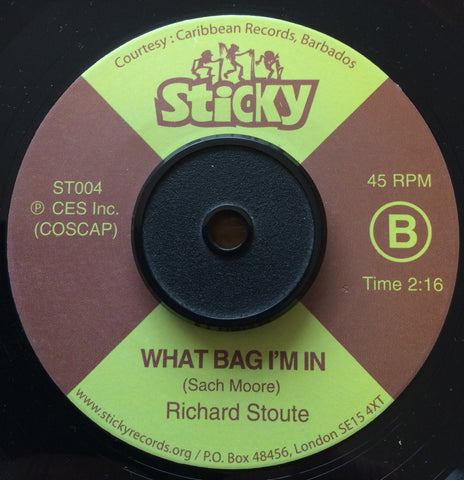 Courtesy : Caribbean Records, Barbados
Sticky
ST004
℗ CES Inc.
(COSCAP)
45 RPM
B
Time 2:16
WHAT BAG I'M IN
(Sach Moore)
Richard Stoute
www.stickyrecords.org / P.O. Box 48456, London SE15 4XT